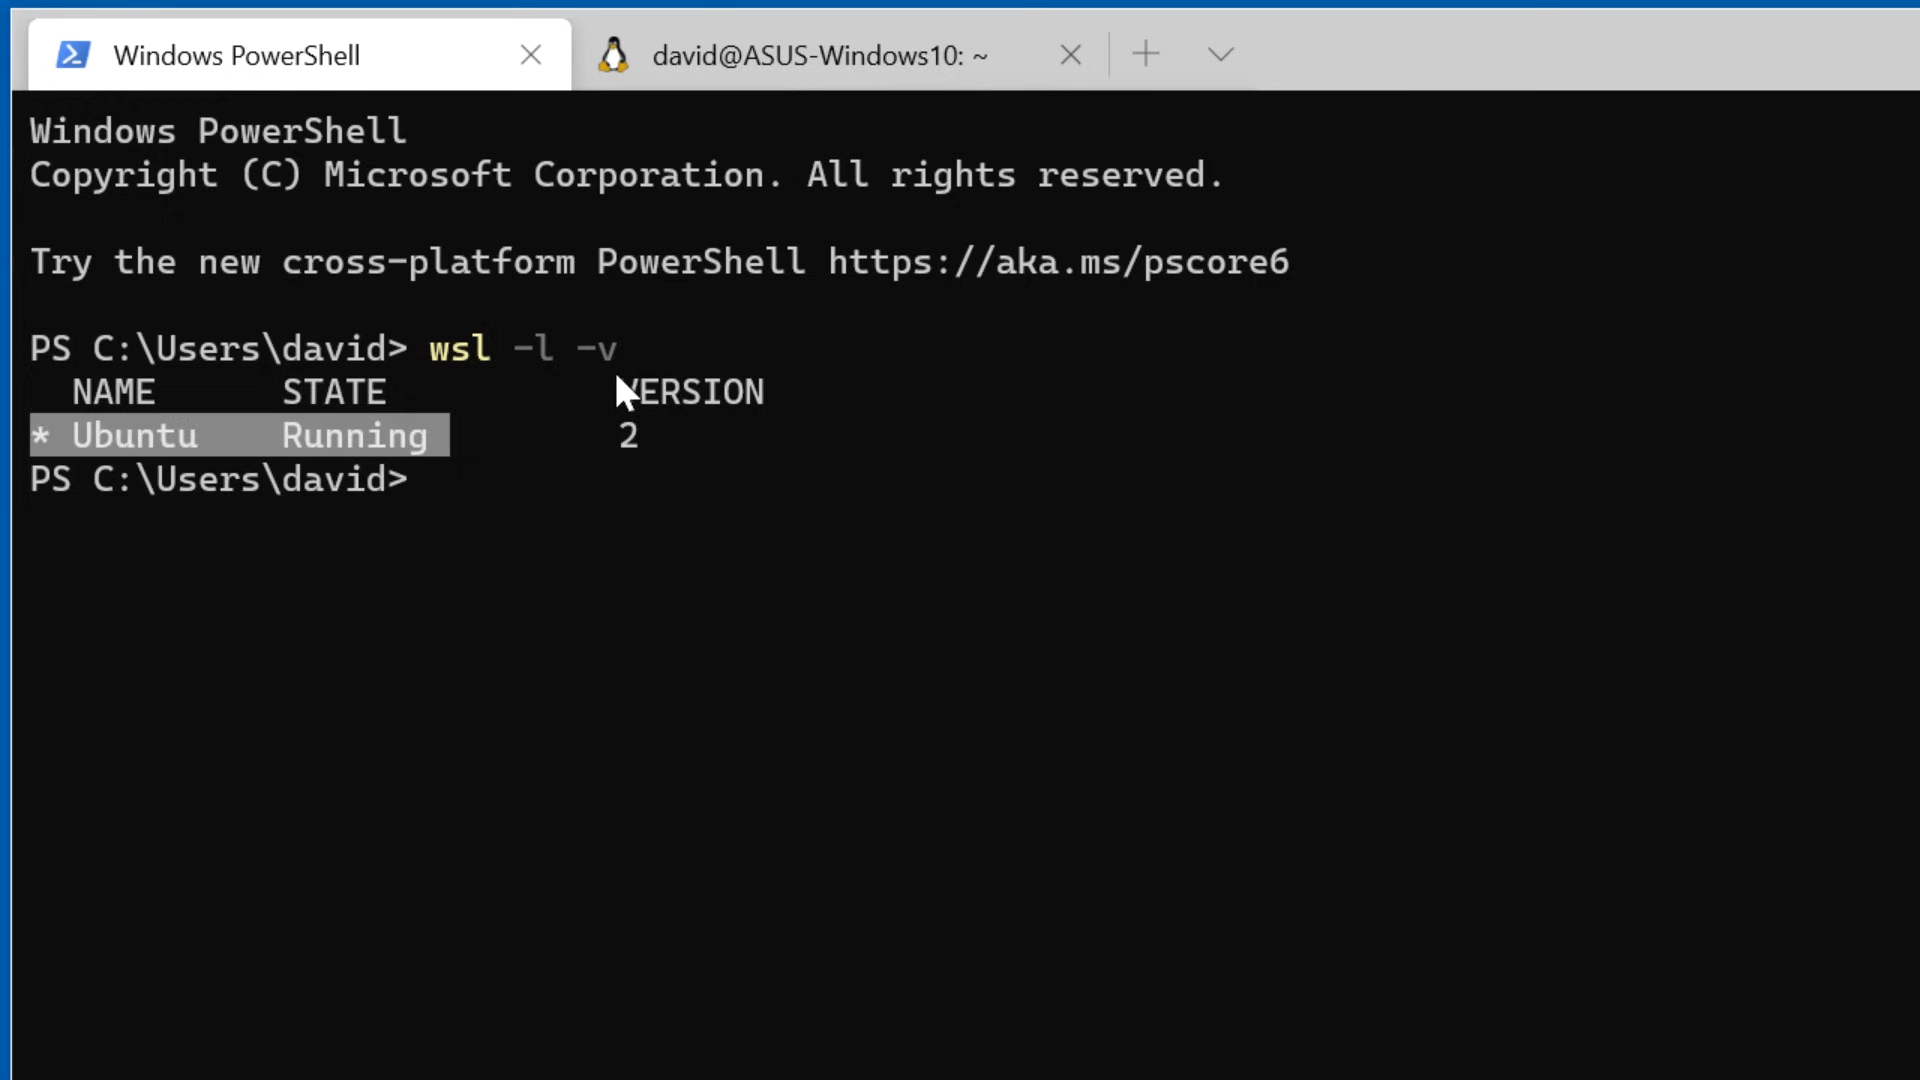 Windows PowerShell david@ASUS-Windows10: ~
Windows PowerShell
Copyright (C) Microsoft Corporation. All rights reserved.
Try the new cross-platform PowerShell https://aka.ms/pscore6
PS C:\Users\david> wsl -l -v
NAME STATE VERSION
* Ubuntu Running 2
PS C:\Users\david>